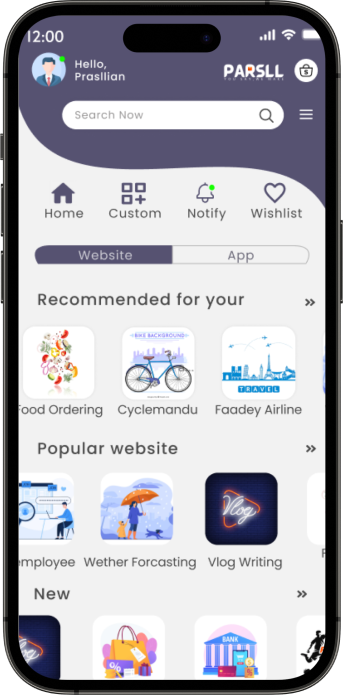 12:00
Hello,
Prasllian
PARSLL
Search Now
Home Custom Notify Wishlist
Website App
Recommended for your »
BIKE BACKGROUND
TRAVEL
Food Ordering Cyclemandu Faadey Airline
Popular website »
Vlog
mployee Wether Forcasting Vlog Writing
New »
BANK
%